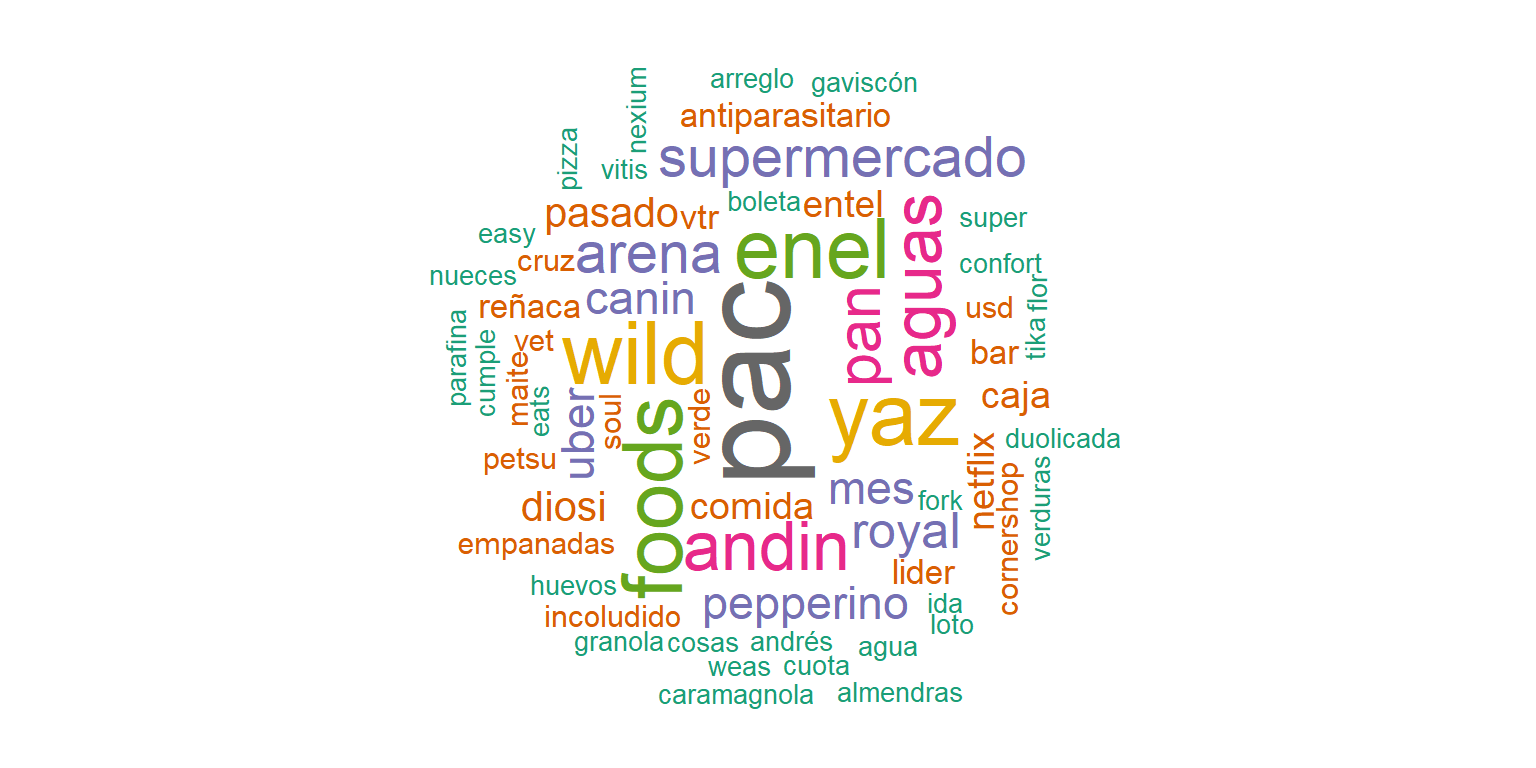 arreglo
gaviscón
nexium
antiparasitario
pizza
vitis
supermercado
boleta
entel
pasado
vtr
super
easy
arena
enel
aguas
cruz
confort
nueces
canin
reñaca
pac
pan
usd
flor
tika
parafina
cumple
vet
wild
bar
maite
eats
uber
soul
verde
yaz
caja
foods
duolicada
petsu
netflix
mes
fork
diosi
comida
cornershop
verduras
royal
empanadas
andin
lider
huevos
pepperino
ida
incoludido
loto
granola
cosas
andrés
agua
weas
cuota
caramagnola
almendras